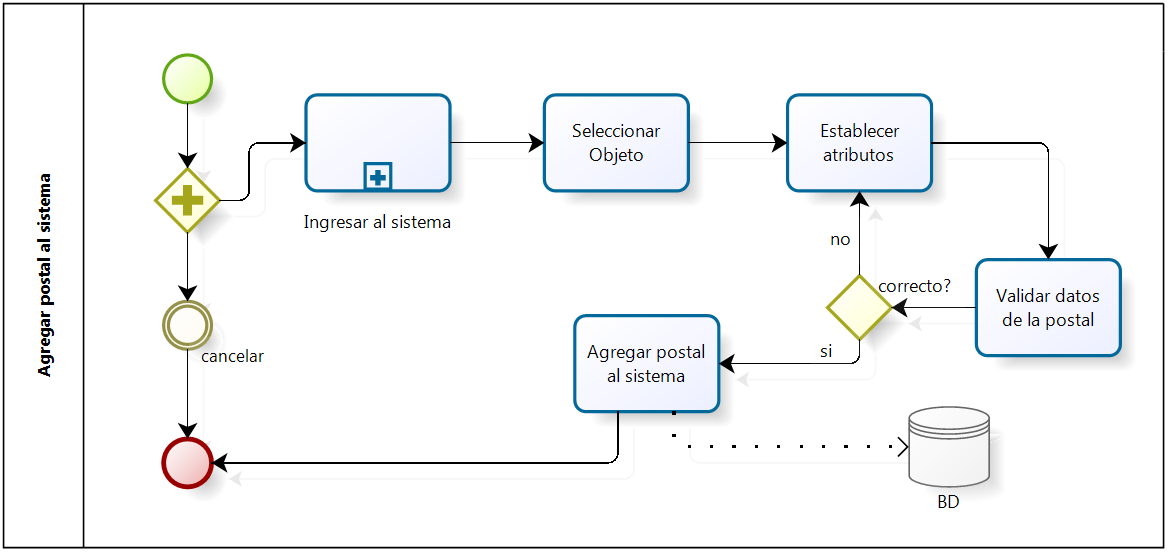 Agregar postal al sistema
Ingresar al sistema
Seleccionar
Objeto
Establecer
atributos
no
correcto?
Validar datos
de la postal
si
Agregar postal
al sistema
cancelar
BD